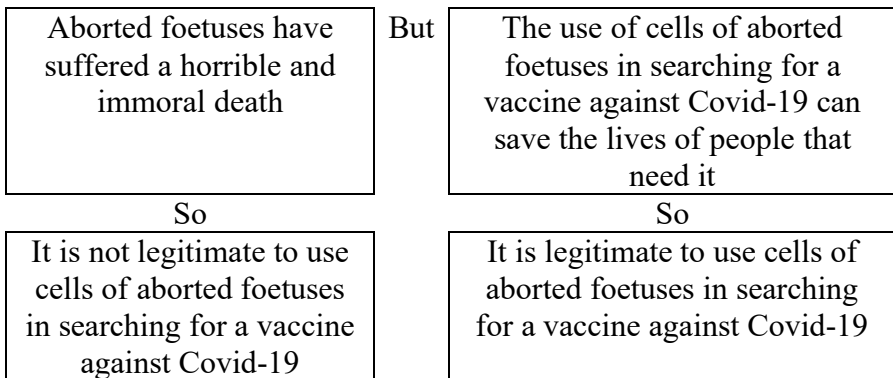 Aborted foetuses have
suffered a horrible and
immoral death
But
The use of cells of aborted
foetuses in searching for a
vaccine against Covid-19 can
save the lives of people that
need it
So
So
It is not legitimate to use
cells of aborted foetuses
in searching for a vaccine
against Covid-19
It is legitimate to use cells of
aborted foetuses in searching
for a vaccine against Covid-19